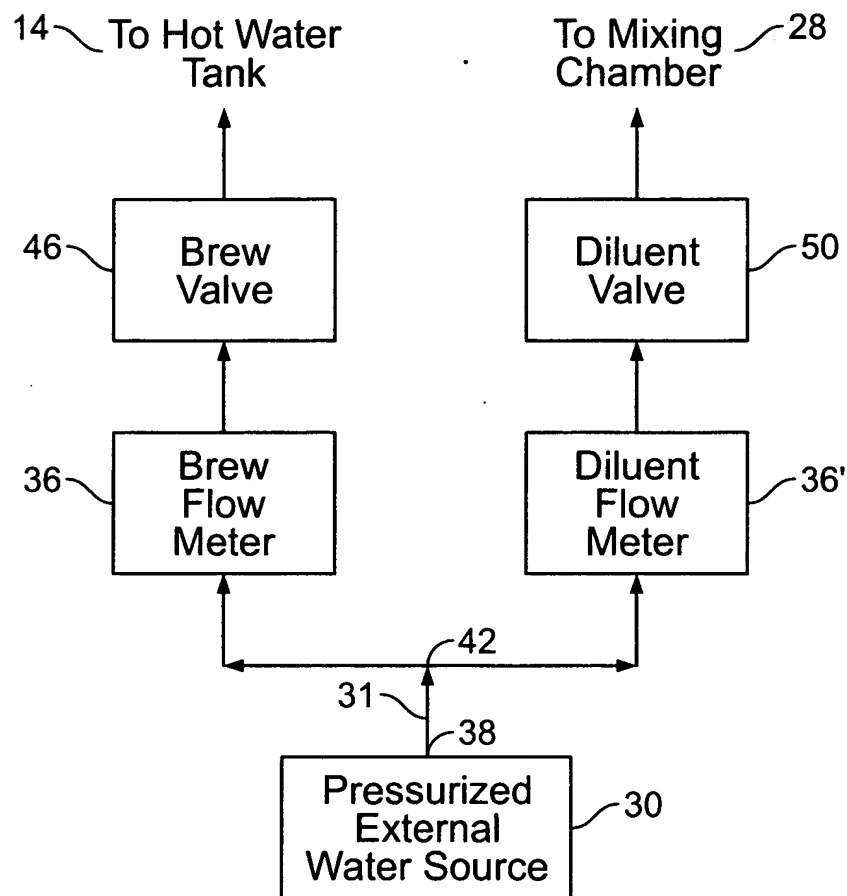 14 To Hot Water
Tank
To Mixing 28
Chamber
46 Brew
Valve
Diluent 50
Valve
36 Brew
Flow
Meter
Diluent 36'
Flow
Meter
42
31
38
Pressurized
External 30
Water Source